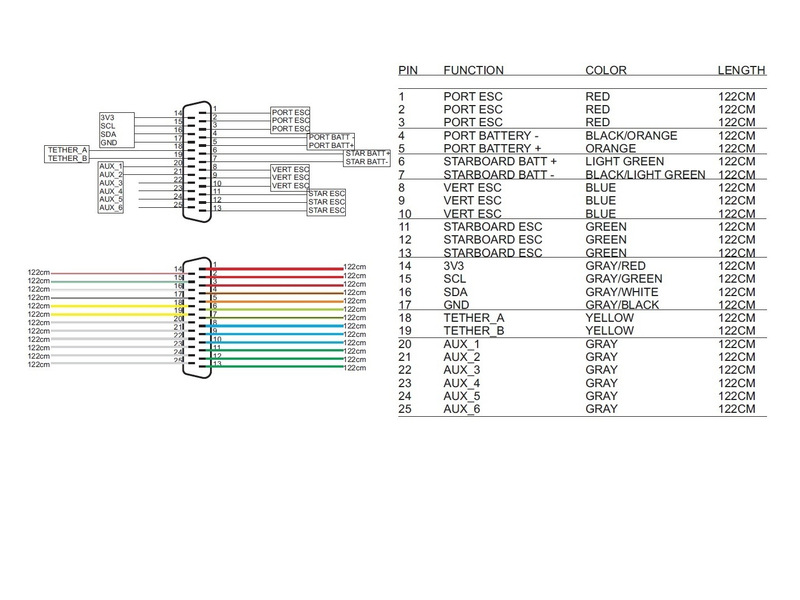 3V3
SCL
SDA
GND
TETHER_A
TETHER_B
AUX_1
AUX_2
AUX_3
AUX_4
AUX_5
AUX_6
14
15
16
17
18
19
20
21
22
23
24
25
1
2
3
4
5
6
7
8
9
10
11
12
13
PORT ESC
PORT ESC
PORT ESC
PORT BATT -
PORT BATT+
STAR BATT+
STAR BATT-
VERT ESC
VERT ESC
VERT ESC
STAR ESC
STAR ESC
STAR ESC
122cm
122cm
122cm
122cm
122cm
122cm
122cm
122cm
122cm
122cm
122cm
122cm
14
15
16
17
18
19
20
21
22
23
24
25
1
2
3
4
5
6
7
8
9
10
11
12
13
122cm
122cm
122cm
122cm
122cm
122cm
122cm
122cm
122cm
122cm
122cm
122cm
122cm
PIN FUNCTION COLOR LENGTH
1 PORT ESC RED 122CM
2 PORT ESC RED 122CM
3 PORT ESC RED 122CM
4 PORT BATTERY - BLACK/ORANGE 122CM
5 PORT BATTERY + ORANGE 122CM
6 STARBOARD BATT + LIGHT GREEN 122CM
7 STARBOARD BATT - BLACK/LIGHT GREEN 122CM
8 VERT ESC BLUE 122CM
9 VERT ESC BLUE 122CM
10 VERT ESC BLUE 122CM
11 STARBOARD ESC GREEN 122CM
12 STARBOARD ESC GREEN 122CM
13 STARBOARD ESC GREEN 122CM
14 3V3 GRAY/RED 122CM
15 SCL GRAY/GREEN 122CM
16 SDA GRAY/WHITE 122CM
17 GND GRAY/BLACK 122CM
18 TETHER_A YELLOW 122CM
19 TETHER_B YELLOW 122CM
20 AUX_1 GRAY 122CM
21 AUX_2 GRAY 122CM
22 AUX_3 GRAY 122CM
23 AUX_4 GRAY 122CM
24 AUX_5 GRAY 122CM
25 AUX_6 GRAY 122CM